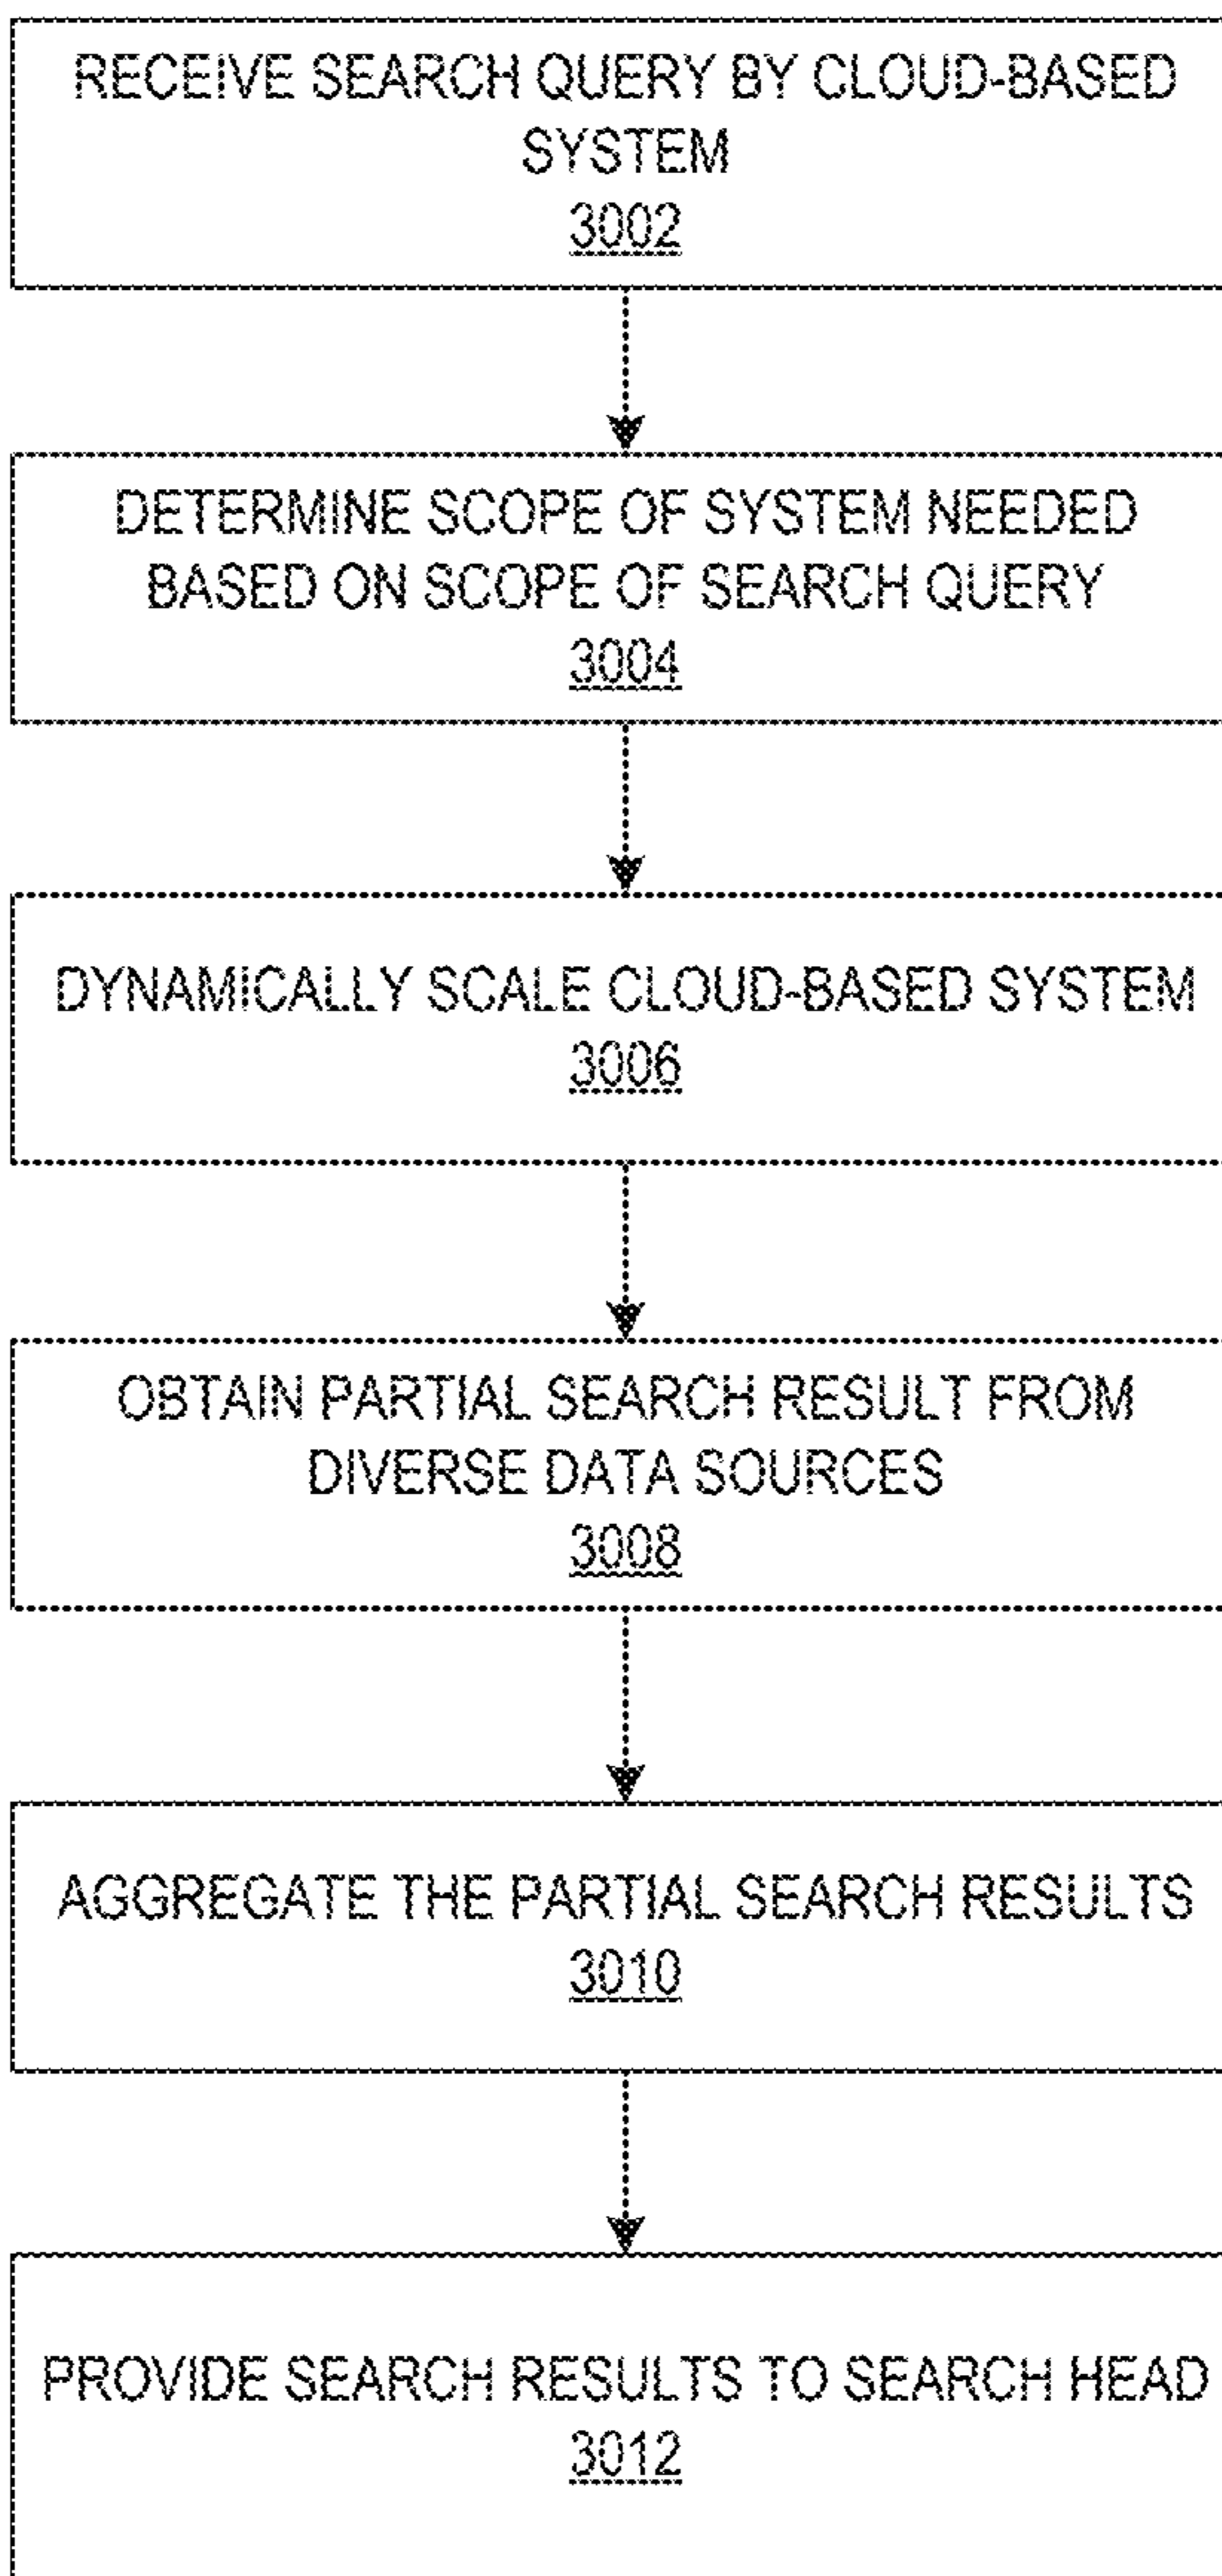 RECEIVE SEARCH QUERY BY CLOUD-BASED
SYSTEM
3002
DETERMINE SCOPE OF SYSTEM NEEDED
BASED ON SCOPE OF SEARCH QUERY
3004
DYNAMICALLY SCALE CLOUD-BASED SYSTEM
3006
OBTAIN PARTIAL SEARCH RESULT FROM
DIVERSE DATA SOURCES
3008
AGGREGATE THE PARTIAL SEARCH RESULTS
3010
PROVIDE SEARCH RESULTS TO SEARCH HEAD
3012